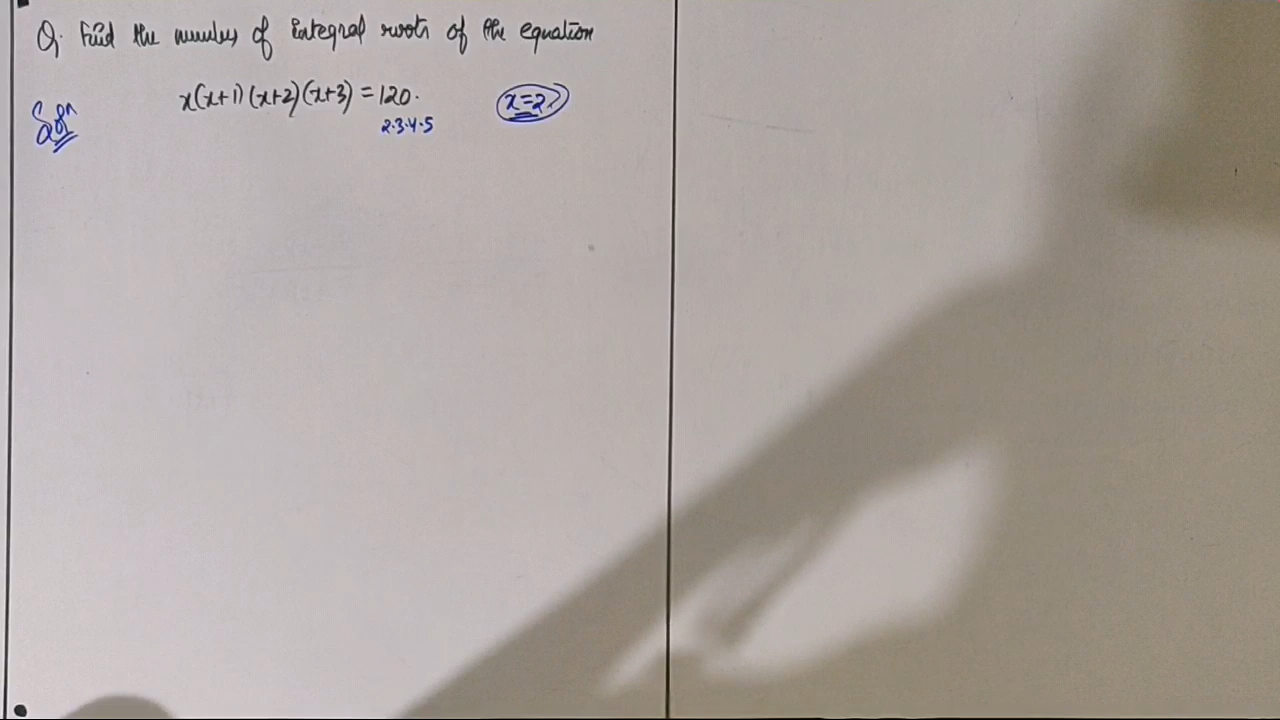 Q. Find the number of integral roots of the equation
x(x+1)(x+2)(x+3) = 120.
x=2
2·3·4·5
Solⁿ